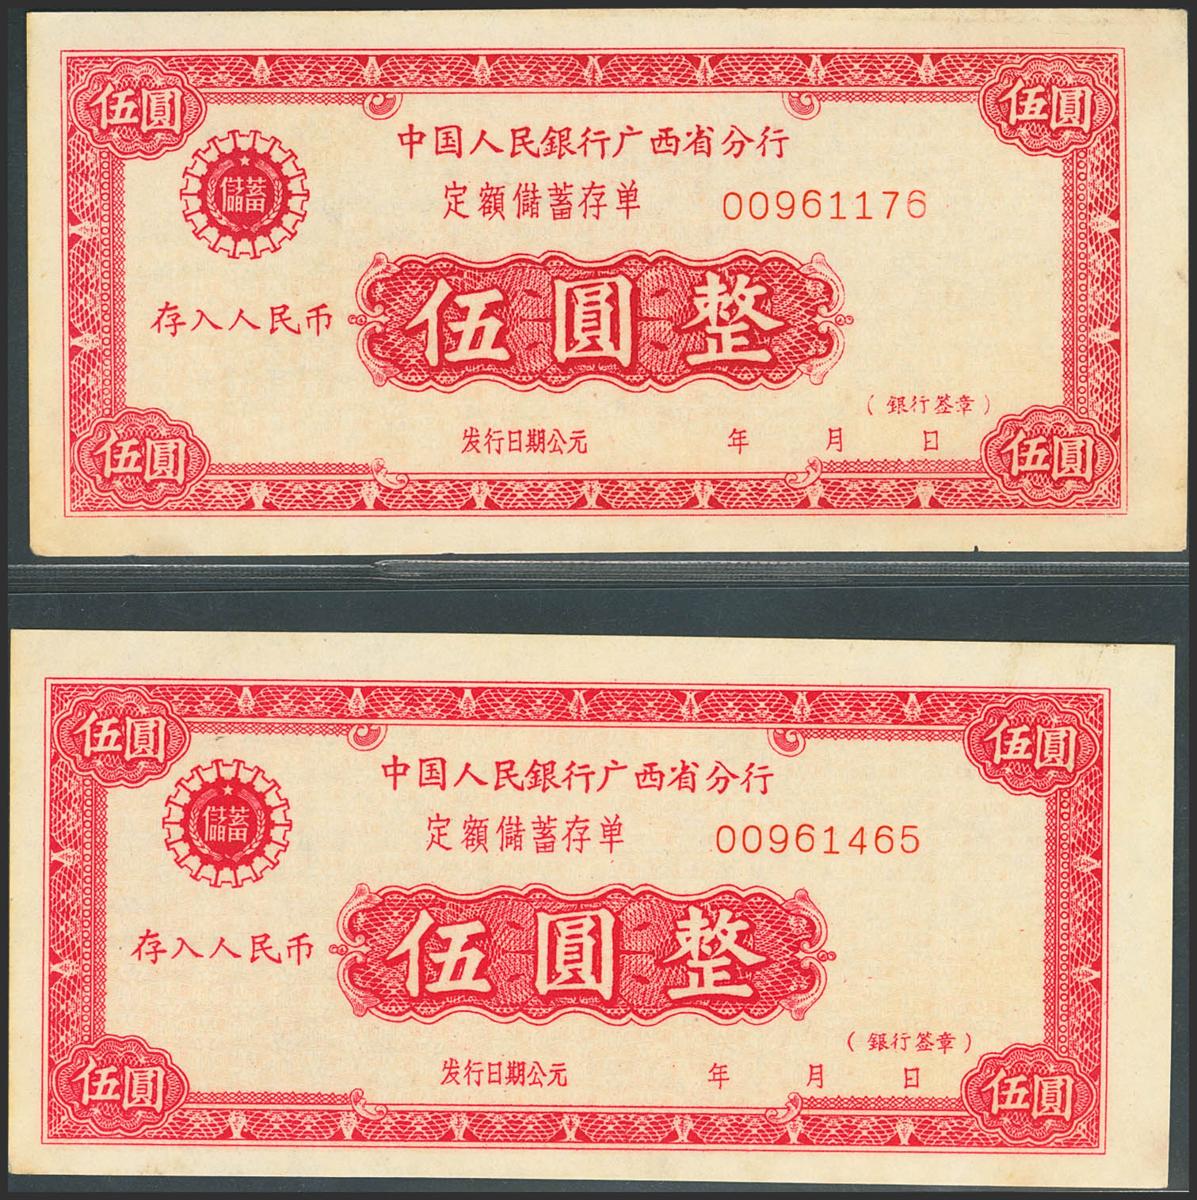 伍圓
伍圓
中国人民銀行广西省分行
儲蓄
定额儲蓄存单 00961176
存入人民币 伍圓整
(銀行签章)
发行日期公元 年 月 日
伍圓
伍圓
伍圓
伍圓
中国人民銀行广西省分行
儲蓄
定额儲蓄存单 00961465
存入人民币 伍圓整
(銀行签章)
发行日期公元 年 月 日
伍圓
伍圓